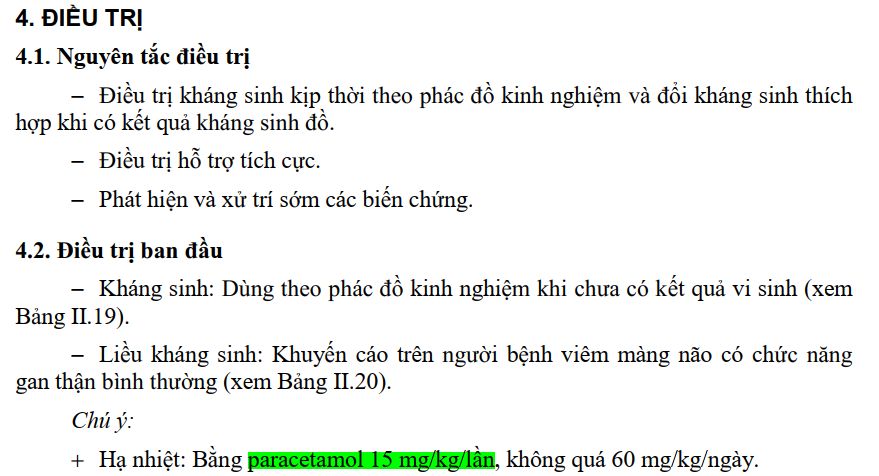 4. ĐIỀU TRỊ
4.1. Nguyên tắc điều trị
– Điều trị kháng sinh kịp thời theo phác đồ kinh nghiệm và đổi kháng sinh thích
hợp khi có kết quả kháng sinh đồ.
– Điều trị hỗ trợ tích cực.
– Phát hiện và xử trí sớm các biến chứng.
4.2. Điều trị ban đầu
– Kháng sinh: Dùng theo phác đồ kinh nghiệm khi chưa có kết quả vi sinh (xem
Bảng II.19).
– Liều kháng sinh: Khuyến cáo trên người bệnh viêm màng não có chức năng
gan thận bình thường (xem Bảng II.20).
Chú ý:
+ Hạ nhiệt: Bằng paracetamol 15 mg/kg/lần, không quá 60 mg/kg/ngày.